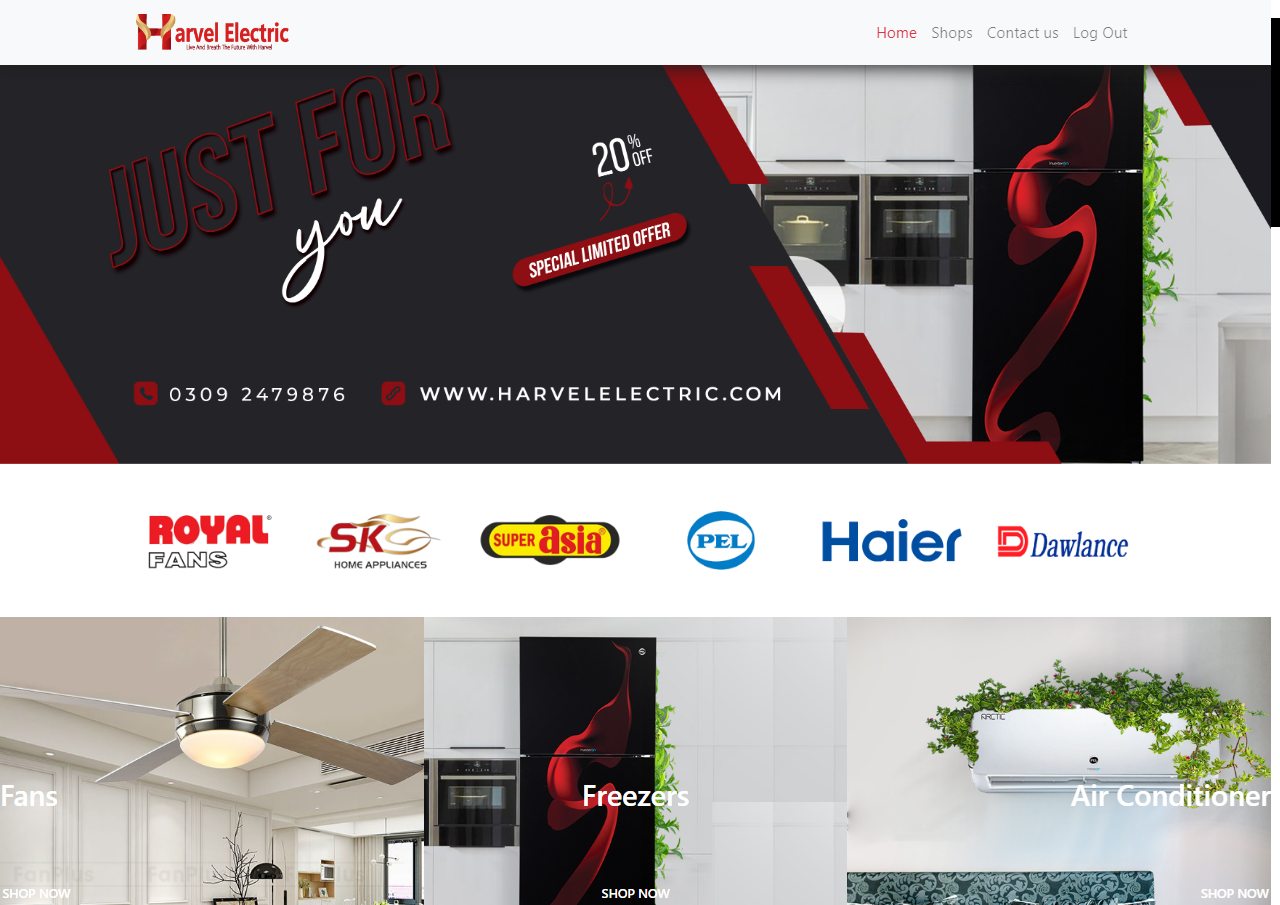 Harvel Electric
Live And Breath The Future With Harvel
Home Shops Contact us Log Out
JUST FOR
you
20% OFF
SPECIAL LIMITED OFFER
0309 2479876 WWW.HARVELELECTRIC.COM
ROYAL®
FANS
SK
HOME APPLIANCES
SUPER asia®
PEL
Haier
Dawlance
ARCTIC
Fans Freezers Air Conditioner
FanPlus
SHOP NOW SHOP NOW SHOP NOW